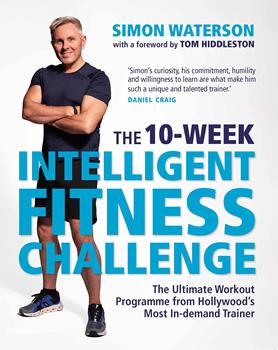 SIMON WATERSON
with a foreword by TOM HIDDLESTON
‘Simon’s curiosity, his commitment, humility
and willingness to learn are what make him
such a unique and talented trainer.’
DANIEL CRAIG
THE 10-WEEK
INTELLIGENT
FITNESS
CHALLENGE
The Ultimate Workout
Programme from Hollywood’s
Most In-demand Trainer